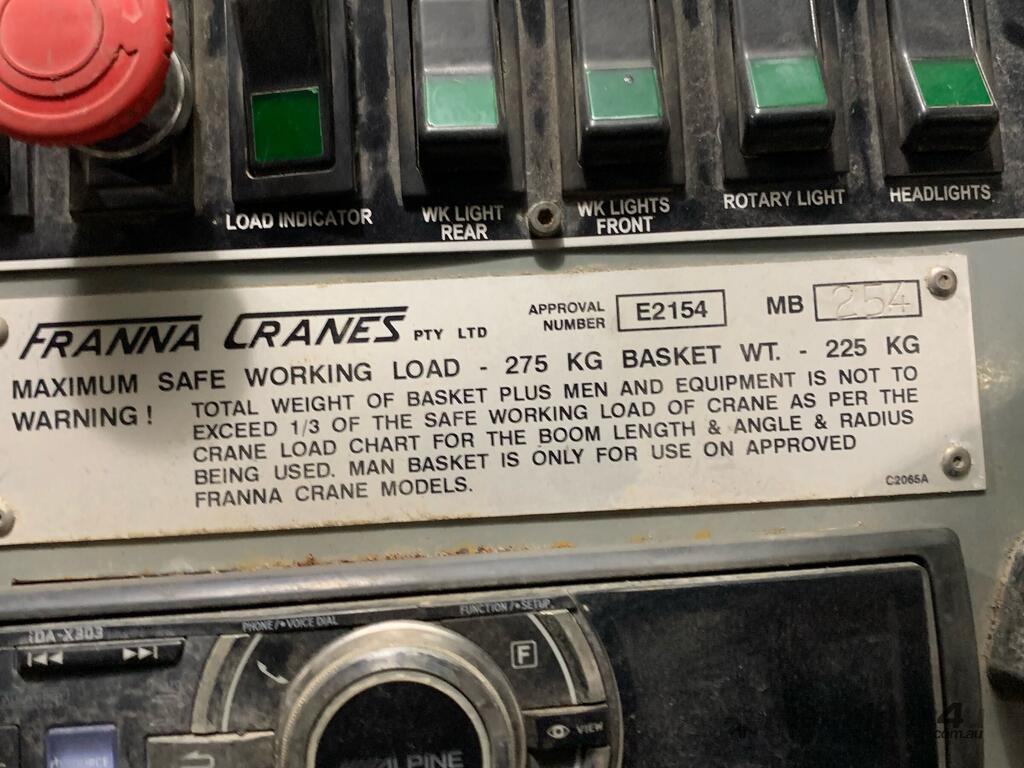 LOAD INDICATOR
WK LIGHT
REAR
WK LIGHTS
FRONT
ROTARY LIGHT
HEADLIGHTS
FRANNA CRANES PTY LTD
APPROVAL
NUMBER
E2154
MB 254
MAXIMUM SAFE WORKING LOAD - 275 KG BASKET WT. - 225 KG
WARNING ! TOTAL WEIGHT OF BASKET PLUS MEN AND EQUIPMENT IS NOT TO
EXCEED 1/3 OF THE SAFE WORKING LOAD OF CRANE AS PER THE
CRANE LOAD CHART FOR THE BOOM LENGTH & ANGLE & RADIUS
BEING USED. MAN BASKET IS ONLY FOR USE ON APPROVED
FRANNA CRANE MODELS.
C2065A
iDA-X303
PHONE/•VOICE DIAL
FUNCTION/•SETUP
F
VIEW
ALPINE
.com.au